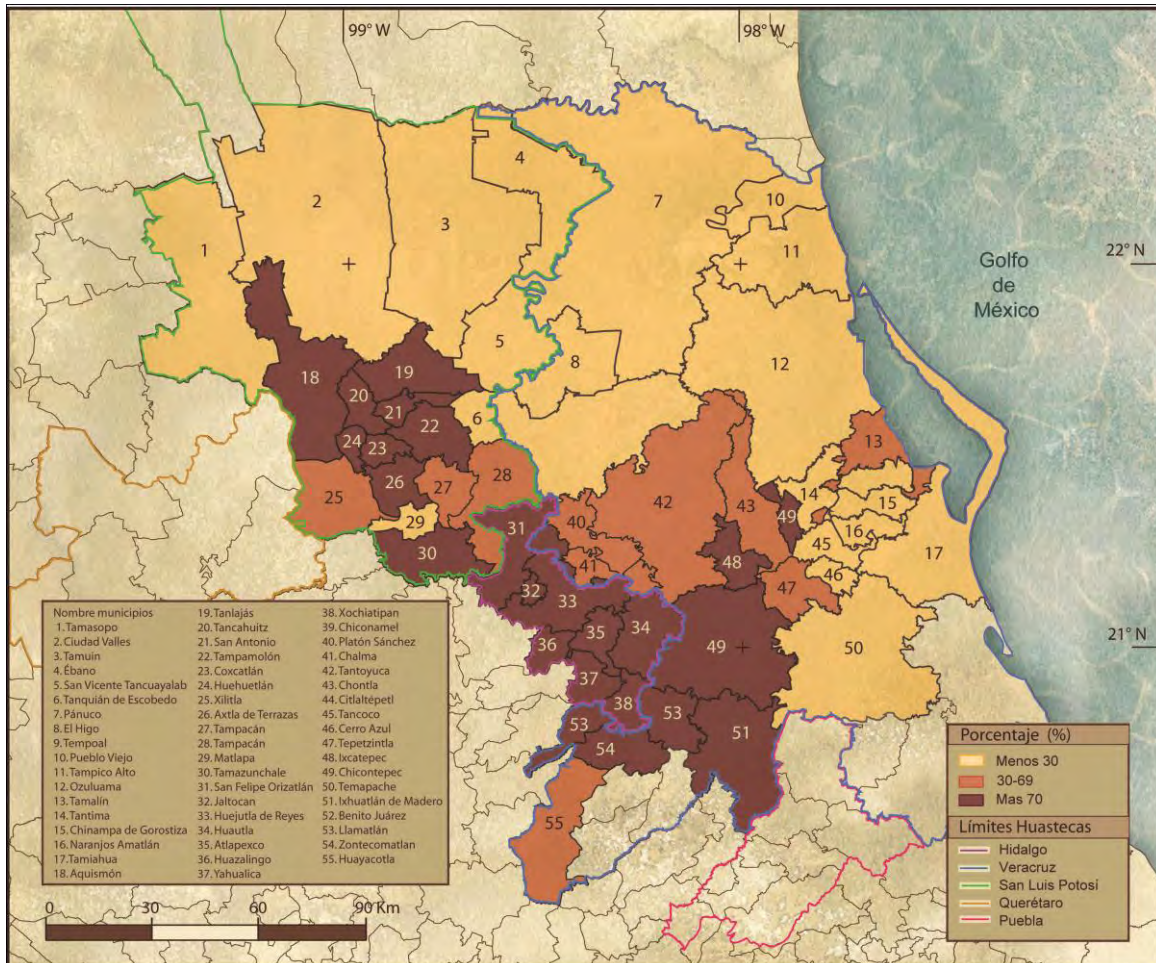 99° W
98° W
4
2
10
7
3
1
11
22° N
Golfo
de
México
5
12
8
18
19
20
6
21
13
22
24
23
28
42
26
27
43
25
14
15
49
40
29
31
16
45
17
30
48
41
46
47
32
33
34
35
21° N
36
49
50
37
38
53
53
51
54
55
Nombre municipios
1.Tamasopo
2.Ciudad Valles
3.Tamuin
4.Ébano
5.San Vicente Tancuayalab
6.Tanquián de Escobedo
7.Pánuco
8.El Higo
9.Tempoal
10.Pueblo Viejo
11.Tampico Alto
12.Ozuluama
13.Tamalín
14.Tantima
15.Chinampa de Gorostiza
16.Naranjos Amatlán
17.Tamiahua
18.Aquismón
19.Tanlajás
20.Tancahuitz
21.San Antonio
22.Tampamolón
23.Coxcatlán
24.Huehuetlán
25.Xilitla
26.Axtla de Terrazas
27.Tampacán
28.Tampacán
29.Matlapa
30.Tamazunchale
31.San Felipe Orizatlán
32.Jaltocan
33.Huejutla de Reyes
34.Huautla
35.Atlapexco
36.Huazalingo
37.Yahualica
38.Xochiatipan
39.Chiconamel
40.Platón Sánchez
41.Chalma
42.Tantoyuca
43.Chontla
44.Citlaltépetl
45.Tancoco
46.Cerro Azul
47.Tepetzintla
48.Ixcatepec
49.Chicontepec
50.Temapache
51.Ixhuatlán de Madero
52.Benito Juárez
53.Llamatlán
54.Zontecomatlan
55.Huayacotla
Porcentaje (%)
Menos 30
30-69
Mas 70
Límites Huastecas
Hidalgo
Veracruz
San Luis Potosí
Querétaro
Puebla
0 30 60 90 Km